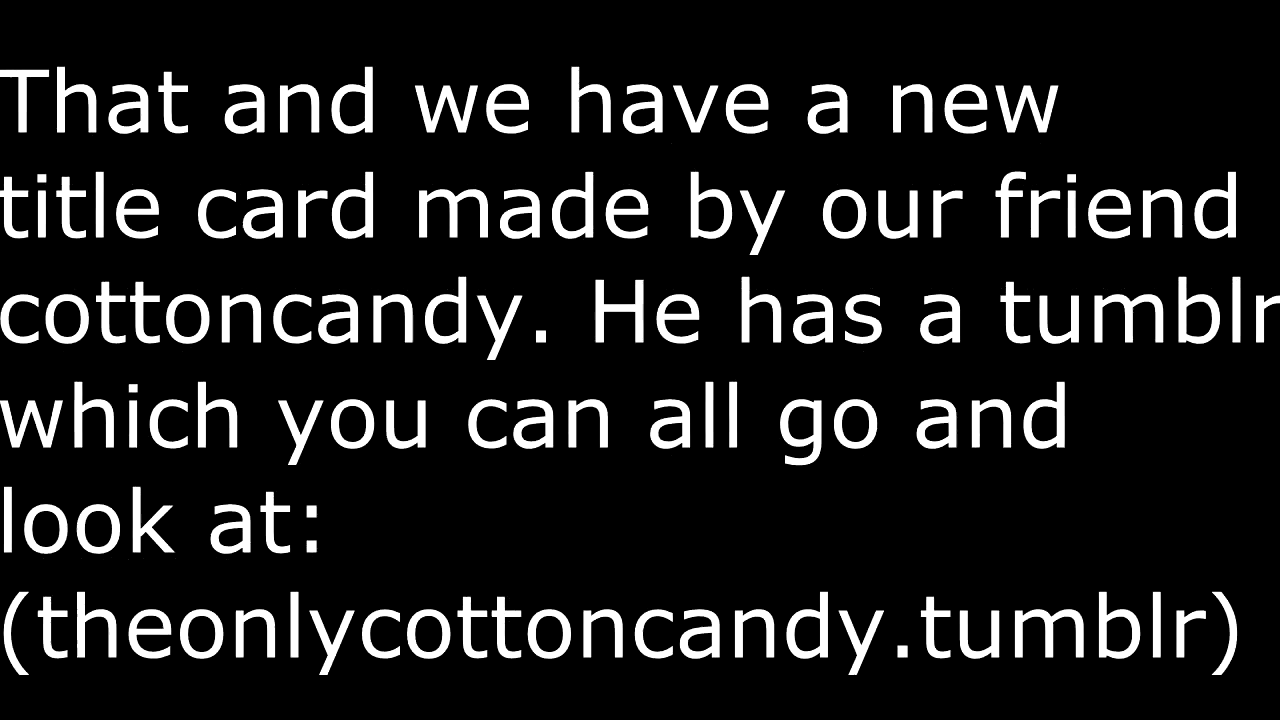 That and we have a new
title card made by our friend
cottoncandy. He has a tumblr
which you can all go and
look at:
(theonlycottoncandy.tumblr)